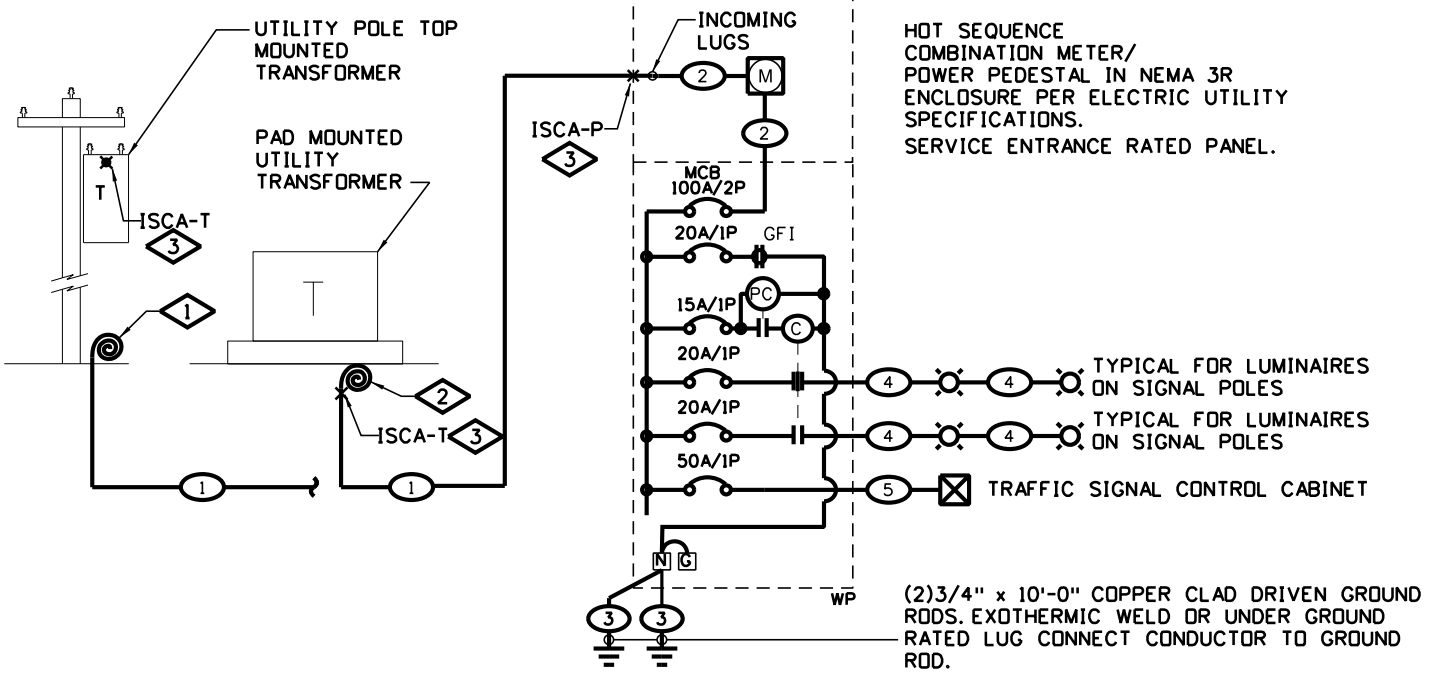 UTILITY POLE TOP
MOUNTED
TRANSFORMER
PAD MOUNTED
UTILITY
TRANSFORMER
T
ISCA-T
3
1
T
2
ISCA-T
3
1
1
INCOMING
LUGS
2
M
ISCA-P
3
2
MCB
100A/2P
20A/1P
GFI
PC
15A/1P
C
20A/1P
4
4
TYPICAL FOR LUMINAIRES
ON SIGNAL POLES
20A/1P
4
4
TYPICAL FOR LUMINAIRES
ON SIGNAL POLES
50A/1P
5
TRAFFIC SIGNAL CONTROL CABINET
N
G
WP
3
3
HOT SEQUENCE
COMBINATION METER/
POWER PEDESTAL IN NEMA 3R
ENCLOSURE PER ELECTRIC UTILITY
SPECIFICATIONS.
SERVICE ENTRANCE RATED PANEL.
(2)3/4" x 10'-0" COPPER CLAD DRIVEN GROUND
RODS. EXOTHERMIC WELD OR UNDER GROUND
RATED LUG CONNECT CONDUCTOR TO GROUND
ROD.